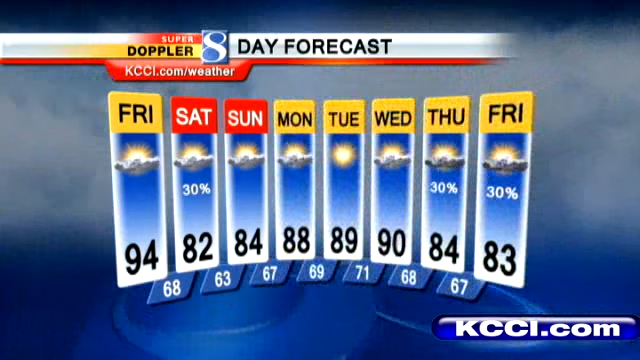 SUPER
DOPPLER 8 DAY FORECAST
KCCI.com/weather
FRI SAT SUN MON TUE WED THU FRI
30% 30% 30%
94 82 84 88 89 90 84 83
68 63 67 69 71 68 67
KCCI.com